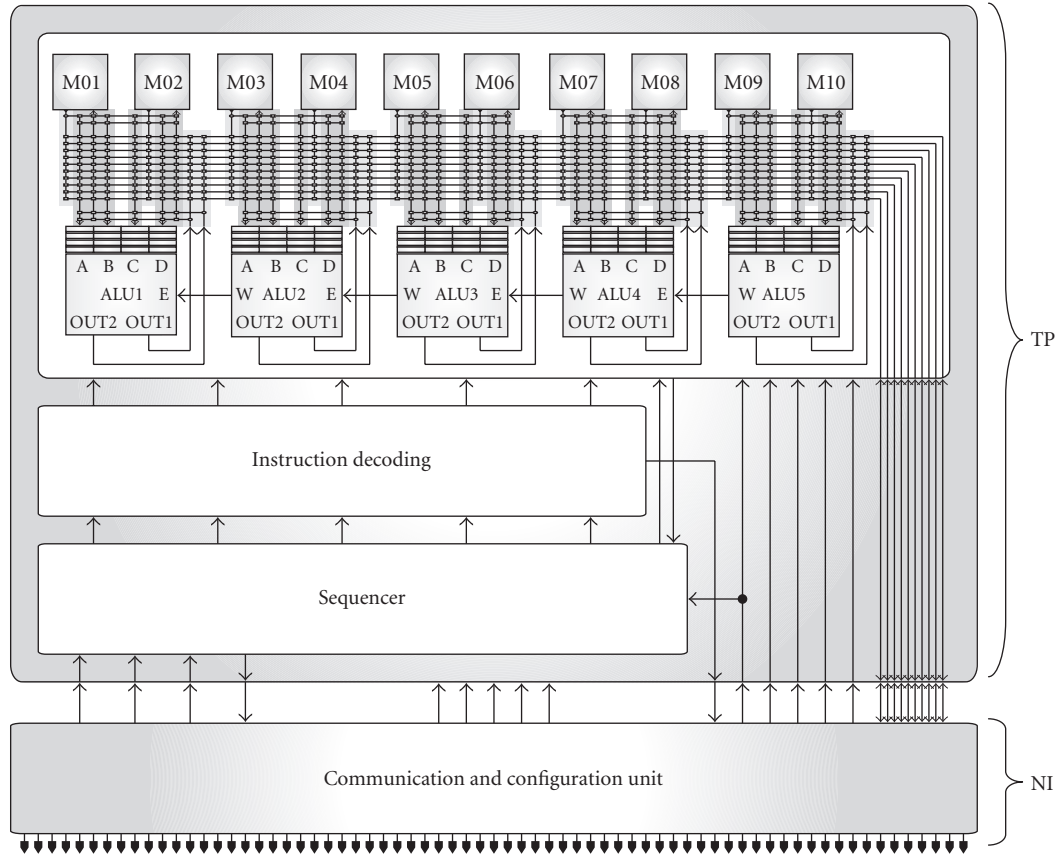 M01 M02 M03 M04 M05 M06 M07 M08 M09 M10
A B C D A B C D A B C D A B C D A B C D
ALU1 E W ALU2 E W ALU3 E W ALU4 E W ALU5
OUT2 OUT1 OUT2 OUT1 OUT2 OUT1 OUT2 OUT1 OUT2 OUT1
TP
Instruction decoding
Sequencer
Communication and configuration unit
NI